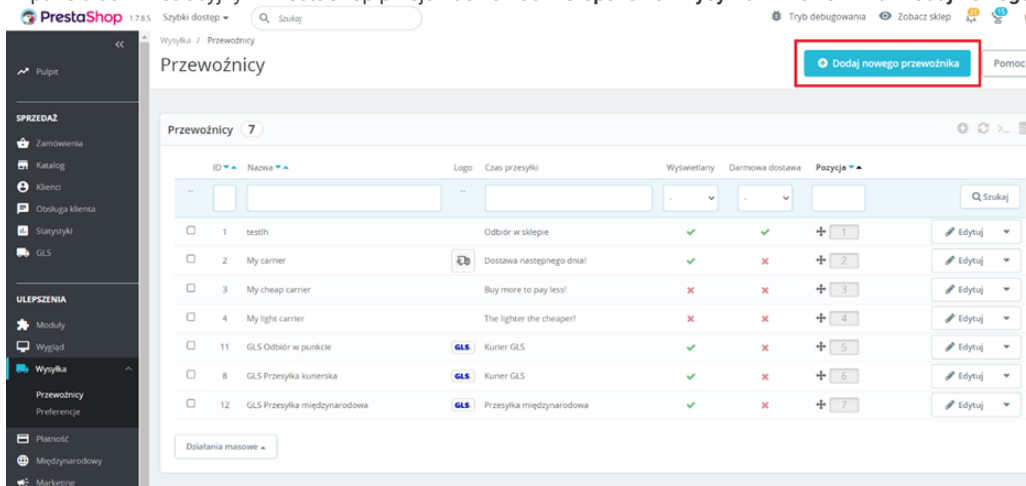 PrestaShop 1.7.8.5 Szybki dostęp Szukaj Tryb debugowania Zobacz sklep 21 15
Wysyłka / Przewoźnicy
Przewoźnicy
Dodaj nowego przewoźnika
Pomoc
Pulpit
SPRZEDAŻ
Zamówienia
Katalog
Klienci
Obsługa klienta
Statystyki
GLS
ULEPSZENIA
Moduły
Wygląd
Wysyłka
Przewoźnicy
Preferencje
Płatność
Międzynarodowy
Marketing
Przewoźnicy 7
ID Nazwa Logo Czas przesyłki Wyświetlany Darmowa dostawa Pozycja
-- -- - - Szukaj
1 testlh Odbiór w sklepie 1 Edytuj
2 My carrier Dostawa następnego dnia! 2 Edytuj
3 My cheap carrier Buy more to pay less! 3 Edytuj
4 My light carrier The lighter the cheaper! 4 Edytuj
11 GLS Odbiór w punkcie GLS. Kurier GLS 5 Edytuj
8 GLS Przesyłka kurierska GLS. Kurier GLS 6 Edytuj
12 GLS Przesyłka międzynarodowa GLS. Przesyłka międzynarodowa 7 Edytuj
Działania masowe